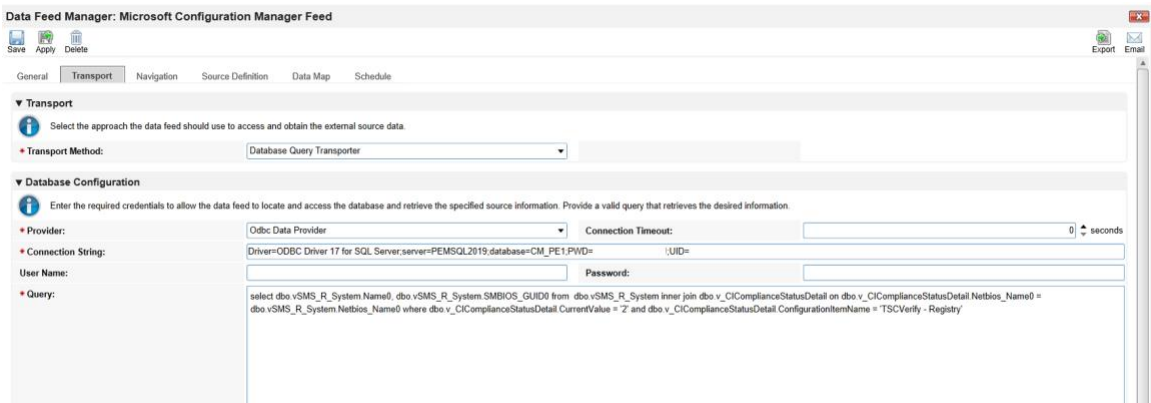 Data Feed Manager: Microsoft Configuration Manager Feed
Save Apply Delete Export Email
General Transport Navigation Source Definition Data Map Schedule
▼ Transport
Select the approach the data feed should use to access and obtain the external source data.
* Transport Method: Database Query Transporter
▼ Database Configuration
Enter the required credentials to allow the data feed to locate and access the database and retrieve the specified source information. Provide a valid query that retrieves the desired information.
* Provider: Odbc Data Provider Connection Timeout: 0 seconds
* Connection String: Driver=ODBC Driver 17 for SQL Server;server=PEMSQL2019;database=CM_PE1;PWD= ;UID=
User Name: Password:
* Query: select dbo.vSMS_R_System.Name0, dbo.vSMS_R_System.SMBIOS_GUID0 from dbo.vSMS_R_System inner join dbo.v_CIComplianceStatusDetail on dbo.v_CIComplianceStatusDetail.Netbios_Name0 =
dbo.vSMS_R_System.Netbios_Name0 where dbo.v_CIComplianceStatusDetail.CurrentValue = '2' and dbo.v_CIComplianceStatusDetail.ConfigurationItemName = 'TSCVerify - Registry'